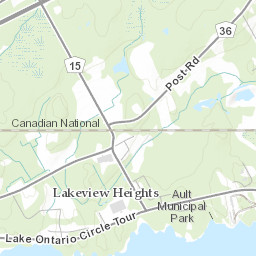 36
15
Post-Rd
Canadian National
Lakeview Heights
Ault
Municipal
Park
Lake-Ontario-Circle-Tour